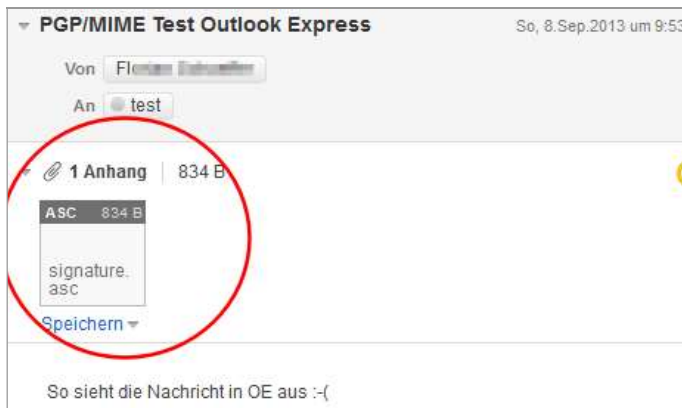 PGP/MIME Test Outlook Express So, 8.Sep.2013 um 9:53
Von
An test
1 Anhang 834 B
ASC 834 B
signature.
asc
Speichern
So sieht die Nachricht in OE aus :-(